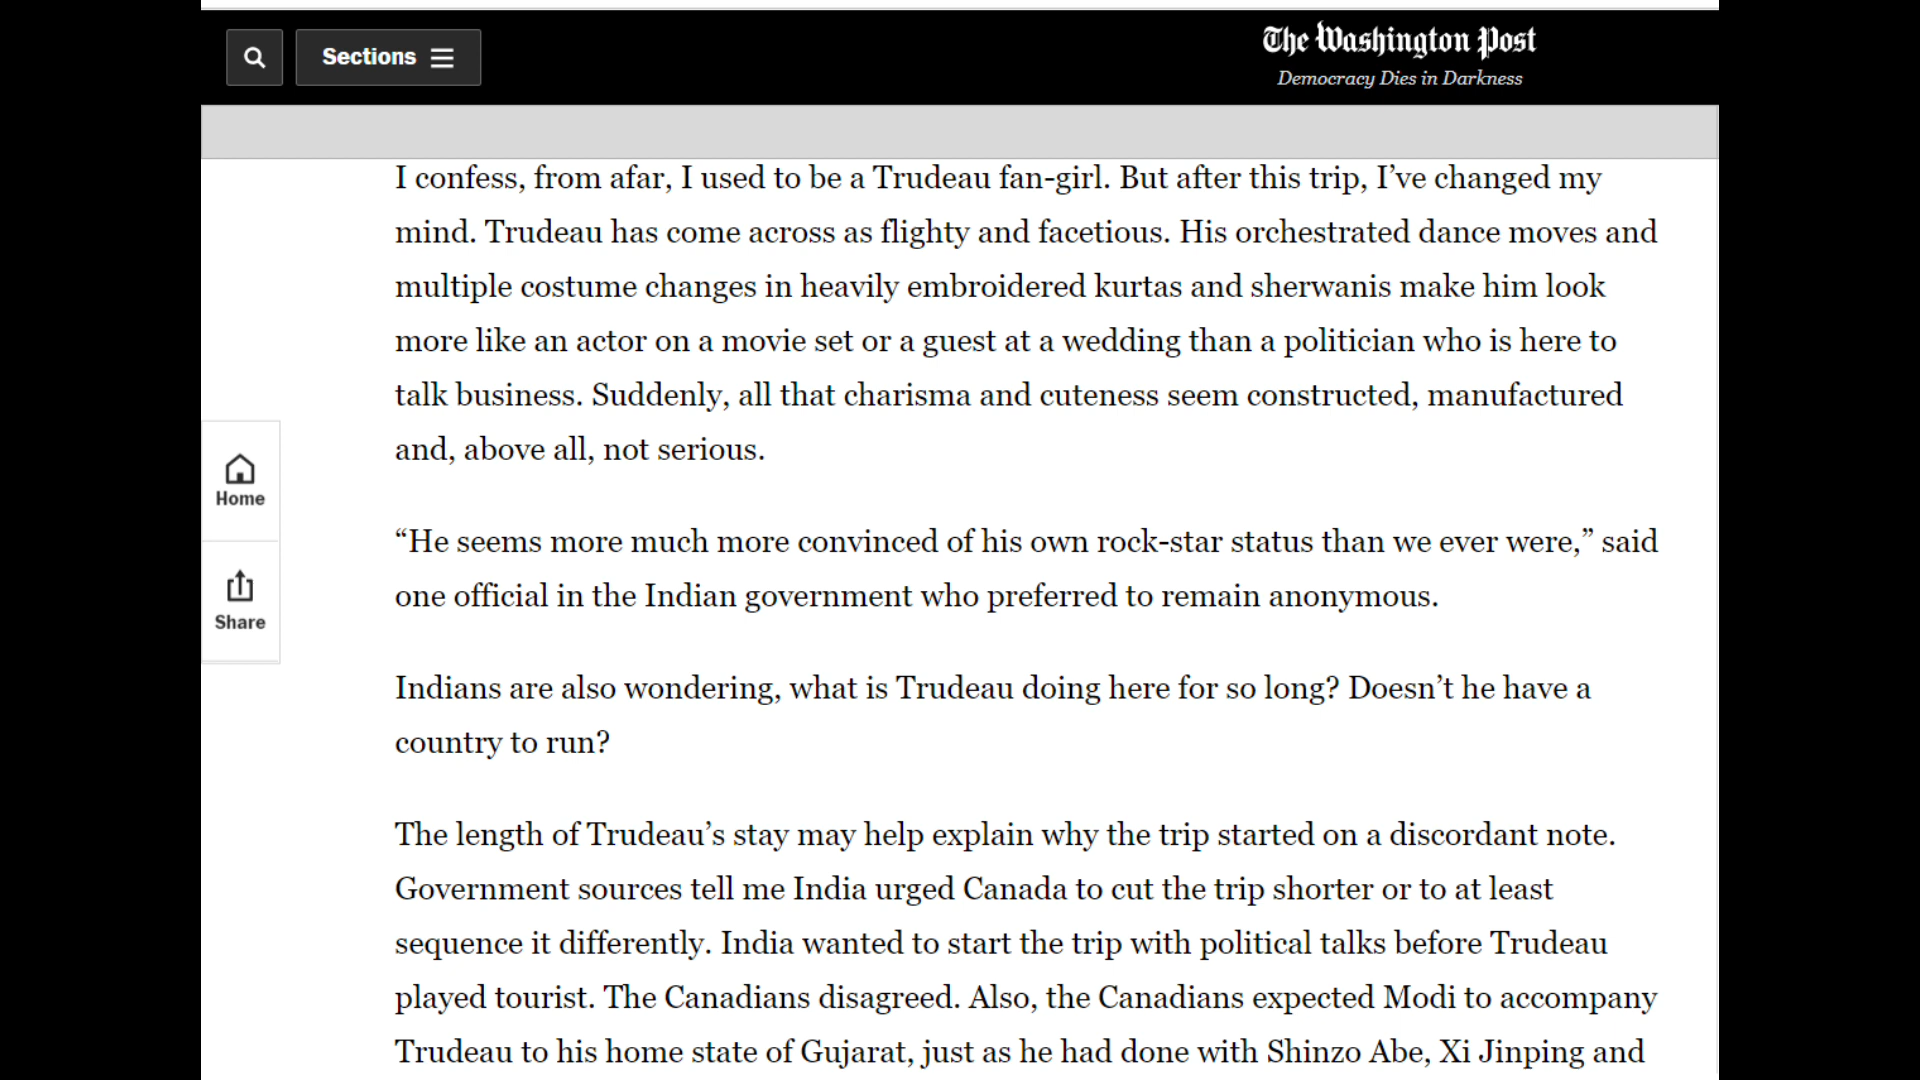 Sections
The Washington Post
Democracy Dies in Darkness
I confess, from afar, I used to be a Trudeau fan-girl. But after this trip, I’ve changed my
mind. Trudeau has come across as flighty and facetious. His orchestrated dance moves and
multiple costume changes in heavily embroidered kurtas and sherwanis make him look
more like an actor on a movie set or a guest at a wedding than a politician who is here to
talk business. Suddenly, all that charisma and cuteness seem constructed, manufactured
and, above all, not serious.
“He seems more much more convinced of his own rock-star status than we ever were,” said
one official in the Indian government who preferred to remain anonymous.
Indians are also wondering, what is Trudeau doing here for so long? Doesn’t he have a
country to run?
The length of Trudeau’s stay may help explain why the trip started on a discordant note.
Government sources tell me India urged Canada to cut the trip shorter or to at least
sequence it differently. India wanted to start the trip with political talks before Trudeau
played tourist. The Canadians disagreed. Also, the Canadians expected Modi to accompany
Trudeau to his home state of Gujarat, just as he had done with Shinzo Abe, Xi Jinping and
Home
Share